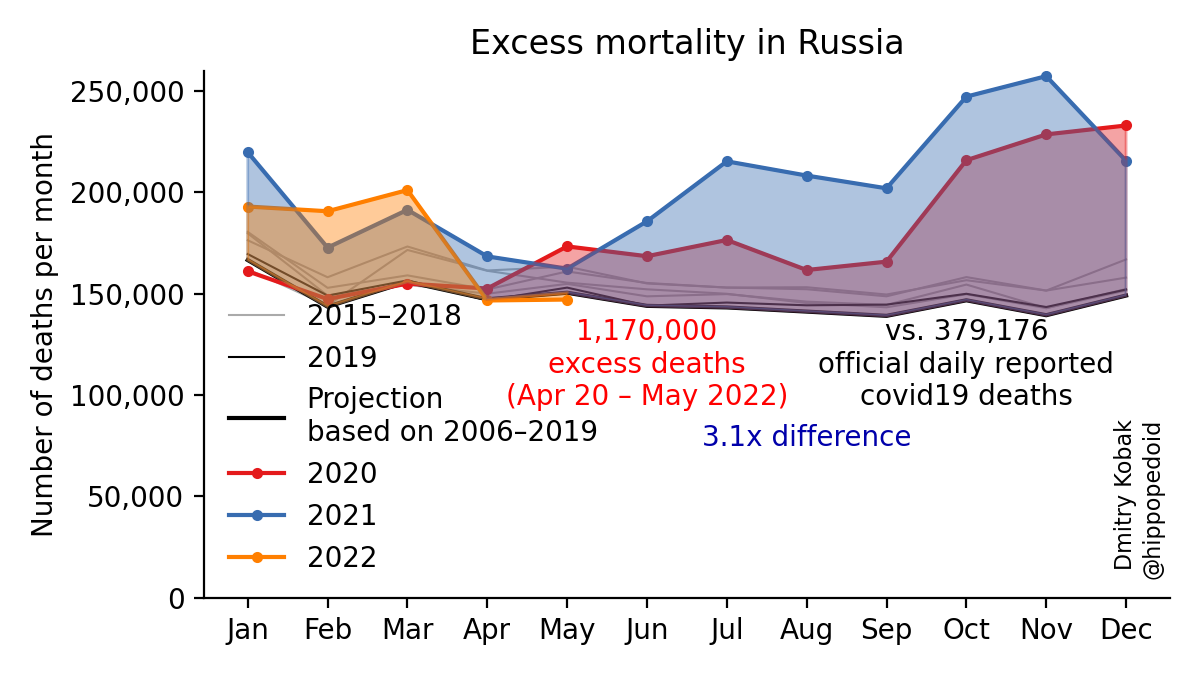 Excess mortality in Russia
Number of deaths per month
250,000
200,000
150,000
100,000
50,000
0
2015–2018
2019
Projection
based on 2006–2019
2020
2021
2022
1,170,000
excess deaths
(Apr 20 – May 2022)
vs. 379,176
official daily reported
covid19 deaths
3.1x difference
Dmitry Kobak
@hippopedoid
Jan Feb Mar Apr May Jun Jul Aug Sep Oct Nov Dec